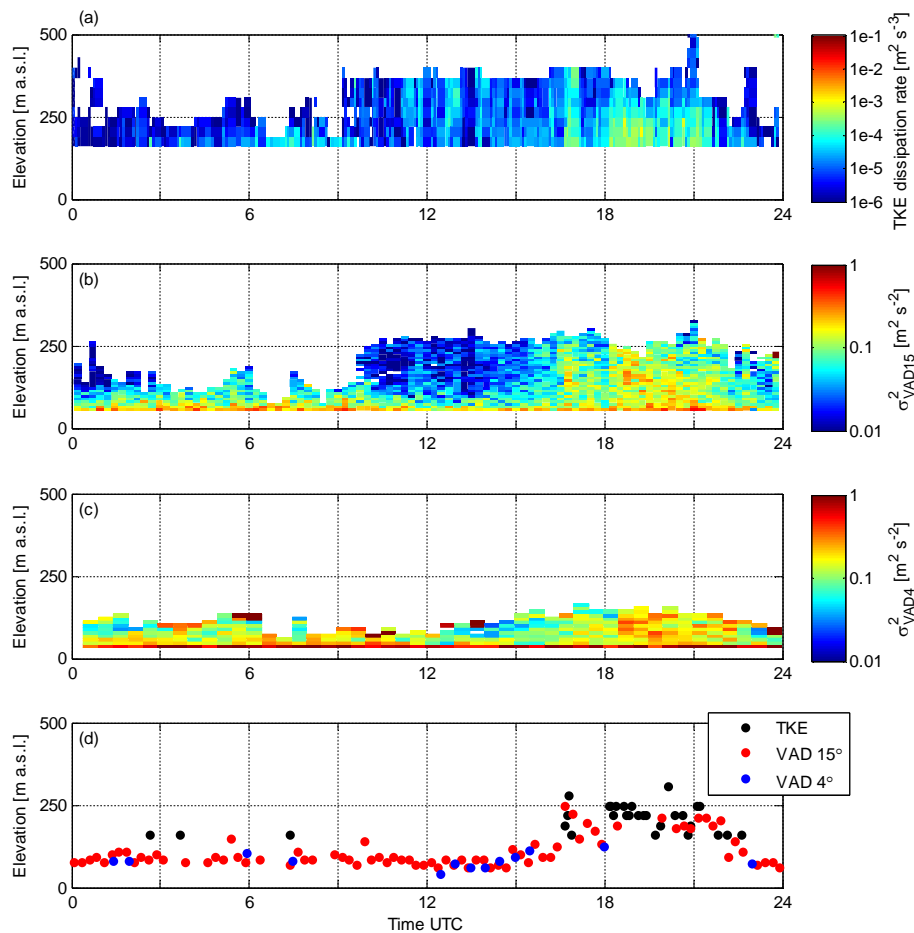 (a)
500
250
0
Elevation [m a.s.l.]
0 6 12 18 24
1e-1
1e-2
1e-3
1e-4
1e-5
1e-6
TKE dissipation rate [m² s⁻³]
(b)
500
250
0
Elevation [m a.s.l.]
0 6 12 18 24
1
0.1
0.01
σ²VAD15 [m² s⁻²]
(c)
500
250
0
Elevation [m a.s.l.]
0 6 12 18 24
1
0.1
0.01
σ²VAD4 [m² s⁻²]
(d)
500
250
0
Elevation [m a.s.l.]
TKE
VAD 15°
VAD 4°
0 6 12 18 24
Time UTC